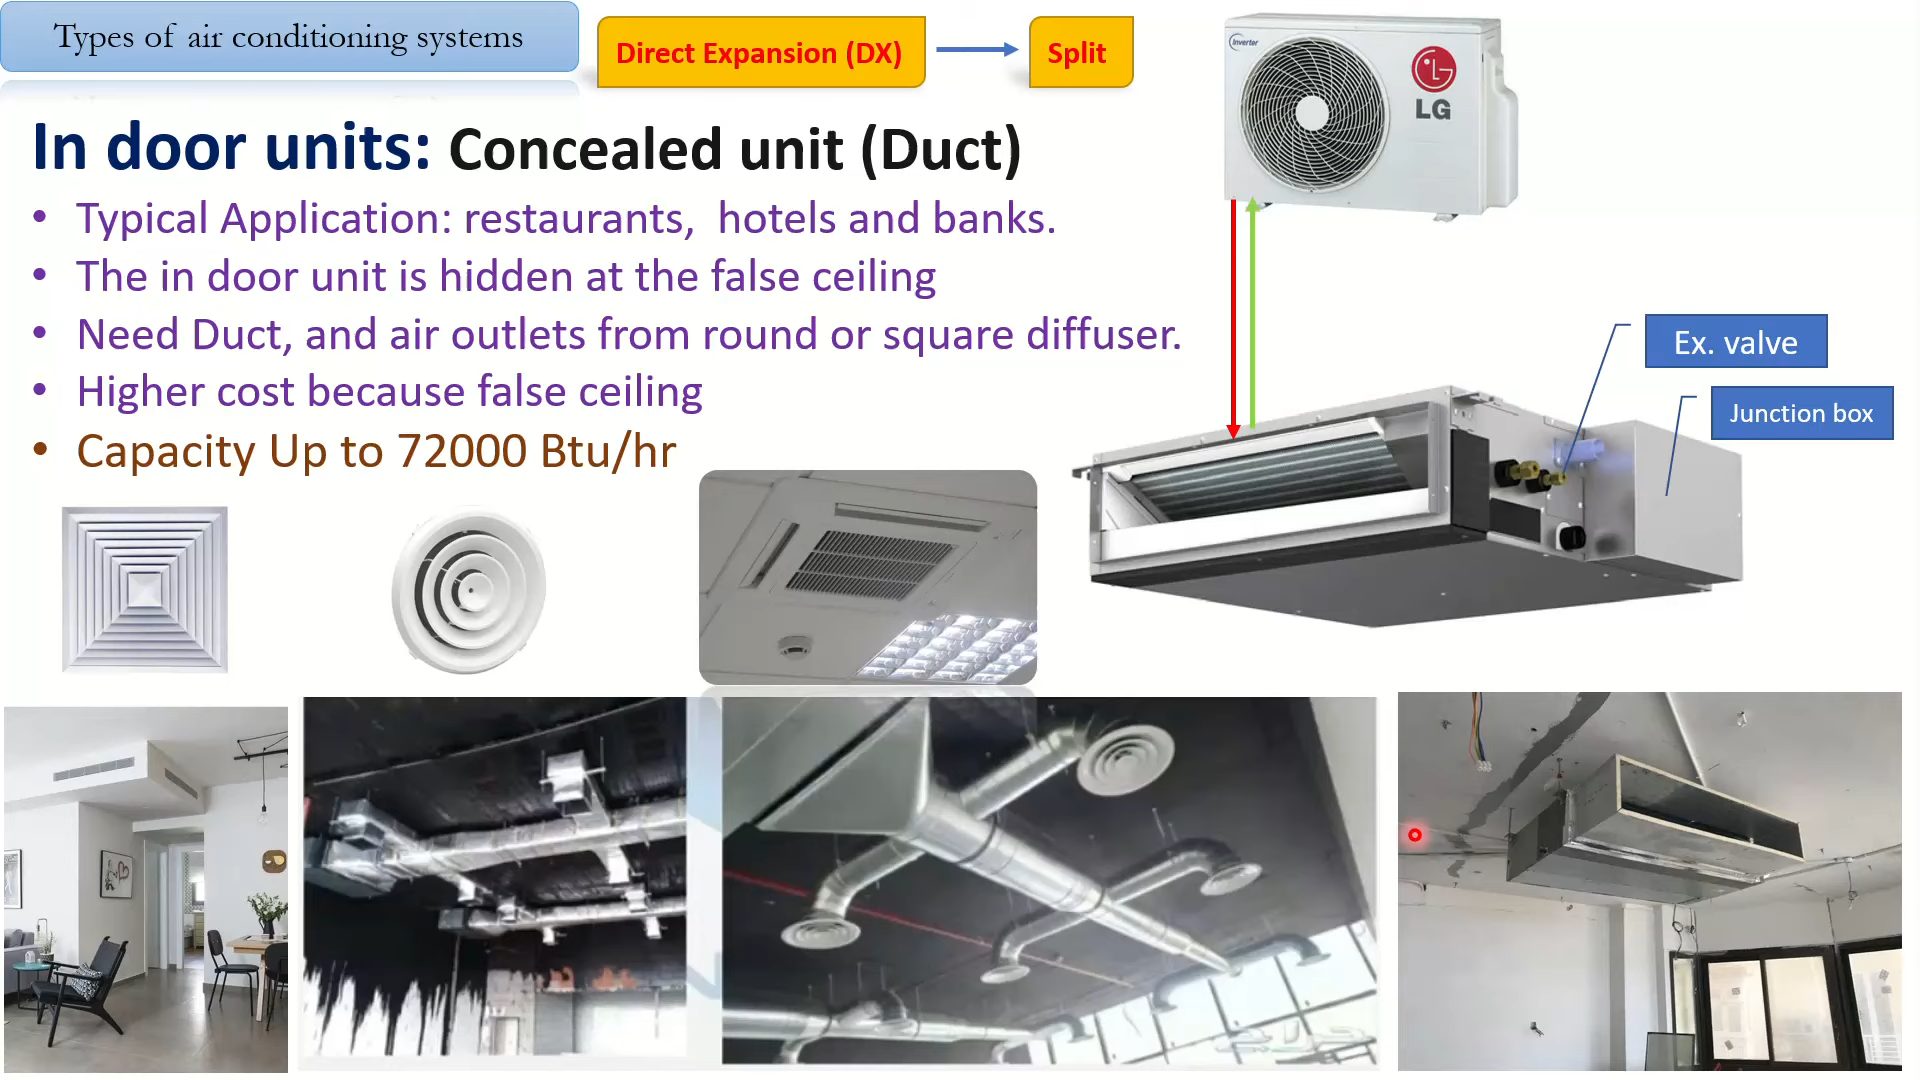 Types of air conditioning systems
Direct Expansion (DX)
Split
Inverter
LG
In door units: Concealed unit (Duct)
• Typical Application: restaurants, hotels and banks.
• The in door unit is hidden at the false ceiling
• Need Duct, and air outlets from round or square diffuser.
• Higher cost because false ceiling
• Capacity Up to 72000 Btu/hr
Ex. valve
Junction box